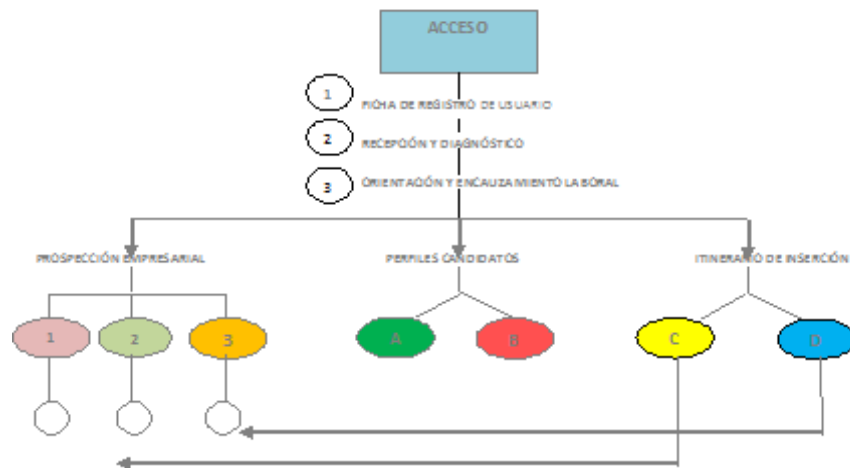 ACCESO
1
FICHA DE REGISTRO DE USUARIO
2
RECEPCIÓN Y DIAGNÓSTICO
3
ORIENTACIÓN Y ENCAUZAMIENTO LABORAL
PROSPECCIÓN EMPRESARIAL
PERFILES CANDIDATOS
ITINERARIO DE INSERCIÓN
1
2
3
A
B
C
D